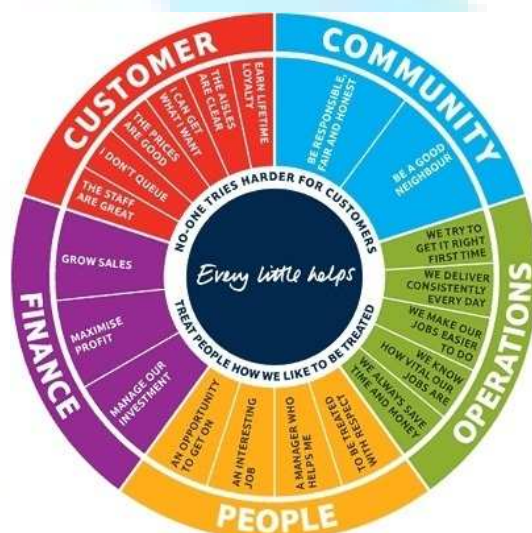 CUSTOMER
EARN LIFETIME
LOYALTY
THE AISLES
ARE CLEAR
I CAN GET
WHAT I WANT
THE PRICES
ARE GOOD
I DON'T QUEUE
THE STAFF
ARE GREAT
COMMUNITY
BE RESPONSIBLE,
FAIR AND HONEST
BE A GOOD
NEIGHBOUR
OPERATIONS
WE TRY TO
GET IT RIGHT
FIRST TIME
WE DELIVER
CONSISTENTLY
EVERY DAY
WE MAKE OUR
JOBS EASIER
TO DO
WE KNOW
HOW VITAL OUR
JOBS ARE
WE ALWAYS SAVE
TIME AND MONEY
PEOPLE
TO BE TREATED
WITH RESPECT
A MANAGER WHO
HELPS ME
AN INTERESTING
JOB
AN OPPORTUNITY
TO GET ON
FINANCE
MANAGE OUR
INVESTMENT
MAXIMISE
PROFIT
GROW SALES
NO-ONE TRIES HARDER FOR CUSTOMERS
Every little helps
TREAT PEOPLE HOW WE LIKE TO BE TREATED